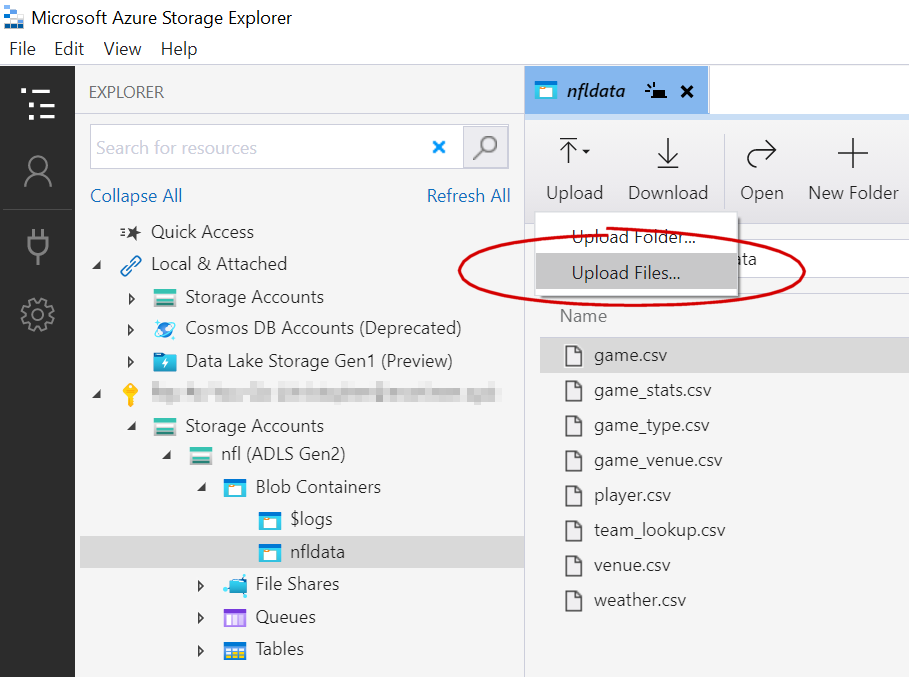 Microsoft Azure Storage Explorer
File Edit View Help
EXPLORER
Search for resources
Collapse All Refresh All
Quick Access
Local & Attached
Storage Accounts
Cosmos DB Accounts (Deprecated)
Data Lake Storage Gen1 (Preview)
Storage Accounts
nfl (ADLS Gen2)
Blob Containers
$logs
nfldata
File Shares
Queues
Tables
nfldata
Upload Download Open New Folder
Upload Folder...
Upload Files...
ata
Name
game.csv
game_stats.csv
game_type.csv
game_venue.csv
player.csv
team_lookup.csv
venue.csv
weather.csv